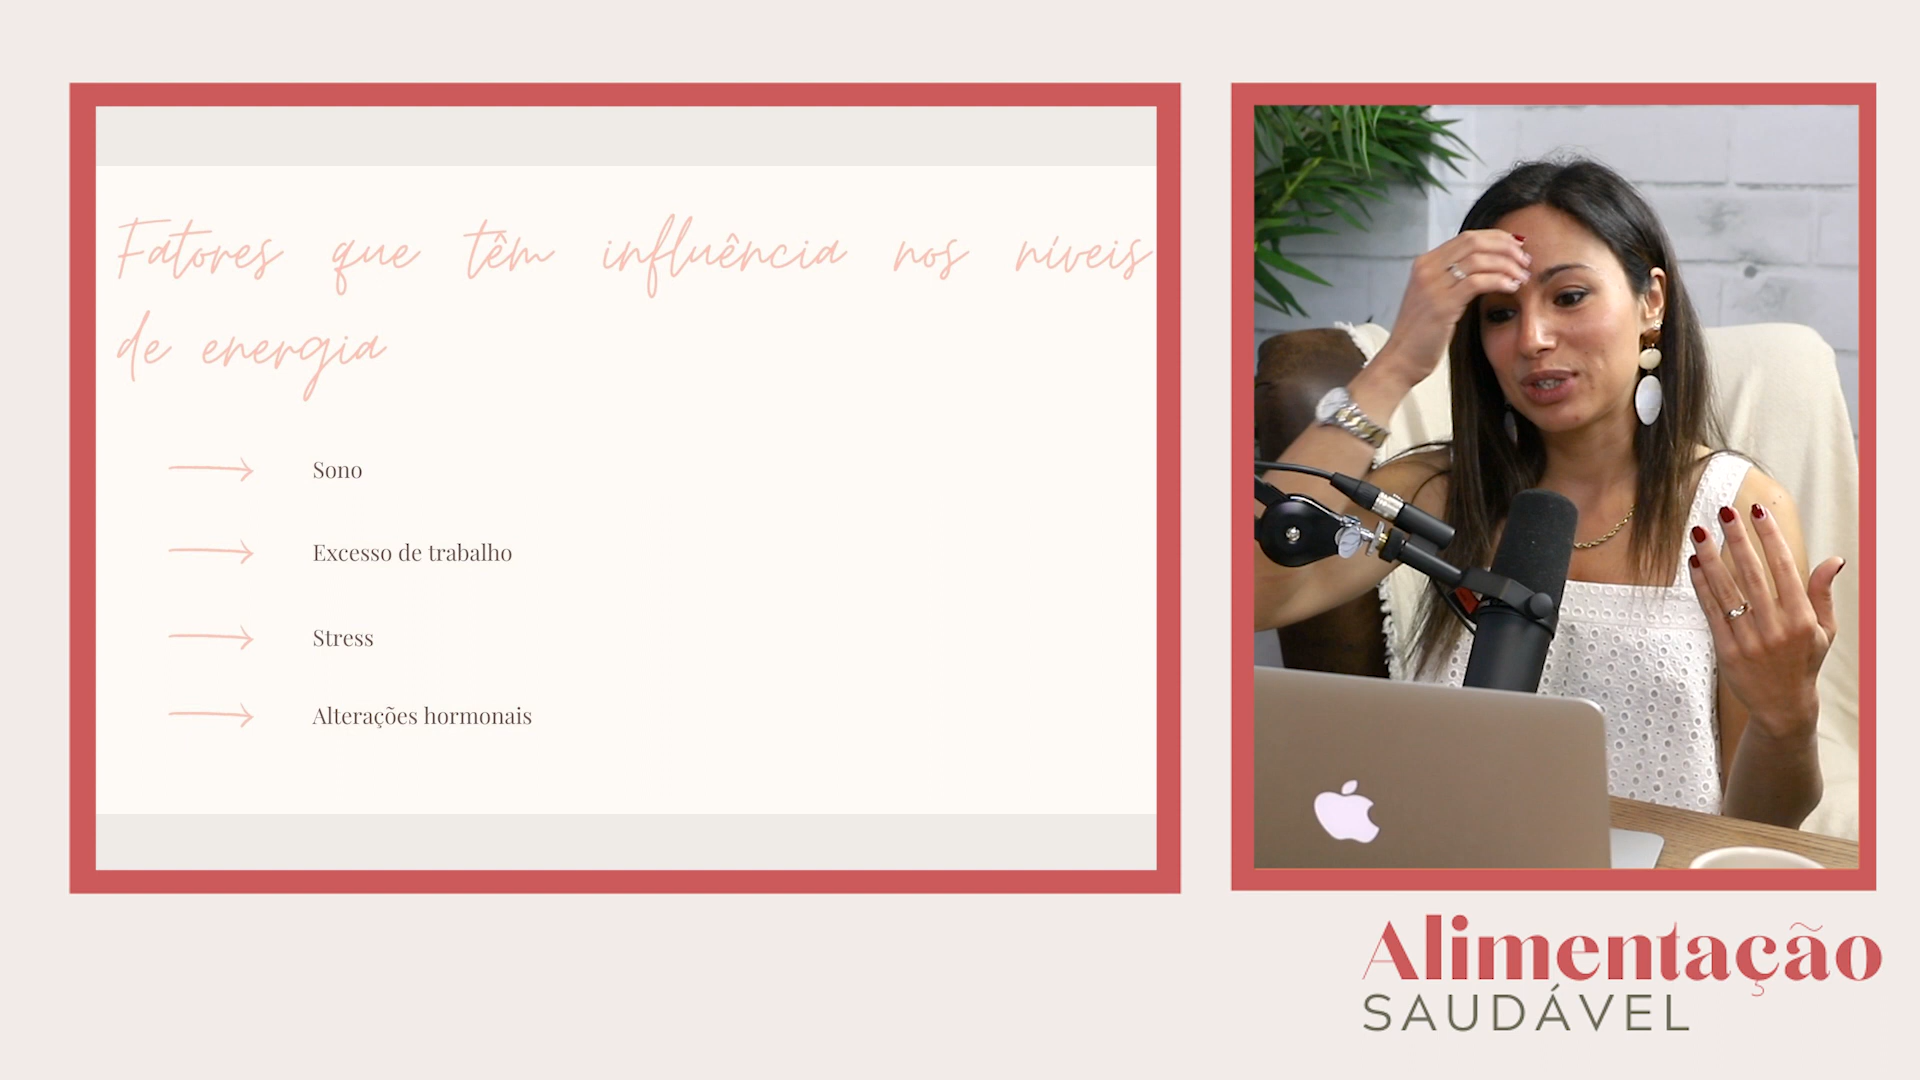 Fatores que têm influência nos níveis
de energia
Sono
Excesso de trabalho
Stress
Alterações hormonais
Alimentação
SAUDÁVEL